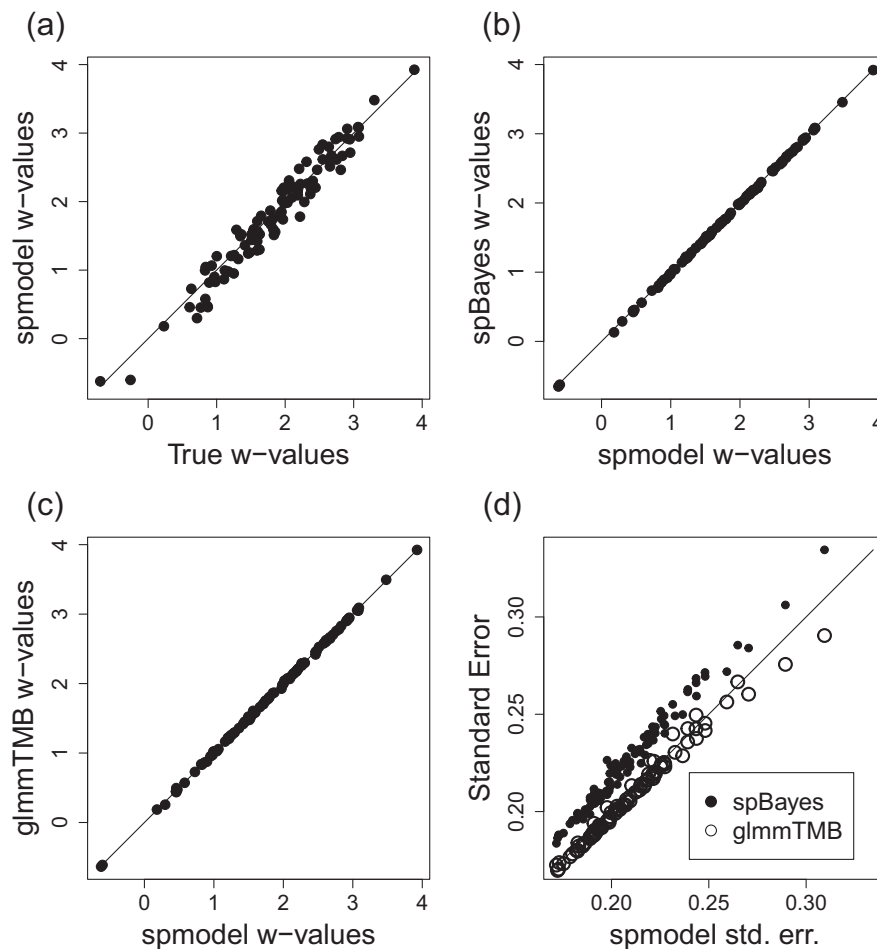 (a)
4
3
2
1
0
spmodel w−values
0 1 2 3 4
True w−values
(b)
4
3
2
1
0
spBayes w−values
0 1 2 3 4
spmodel w−values
(c)
4
3
2
1
0
glmmTMB w−values
0 1 2 3 4
spmodel w−values
(d)
0.30
0.25
0.20
Standard Error
spBayes
glmmTMB
0.20 0.25 0.30
spmodel std. err.